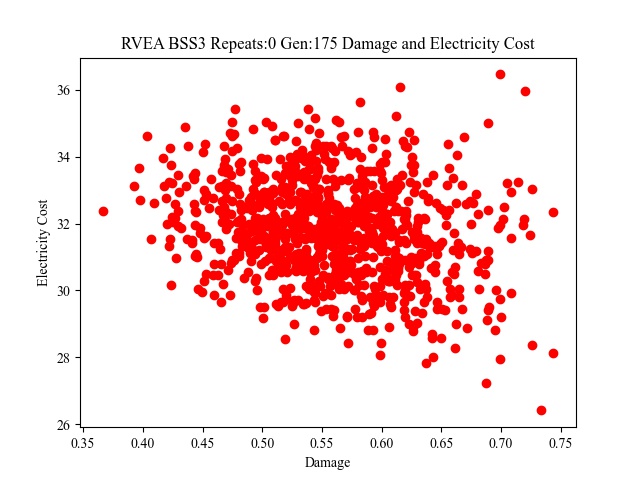 RVEA BSS3 Repeats:0 Gen:175 Damage and Electricity Cost
36
34
32
30
28
26
Electricity Cost
0.35 0.40 0.45 0.50 0.55 0.60 0.65 0.70 0.75
Damage